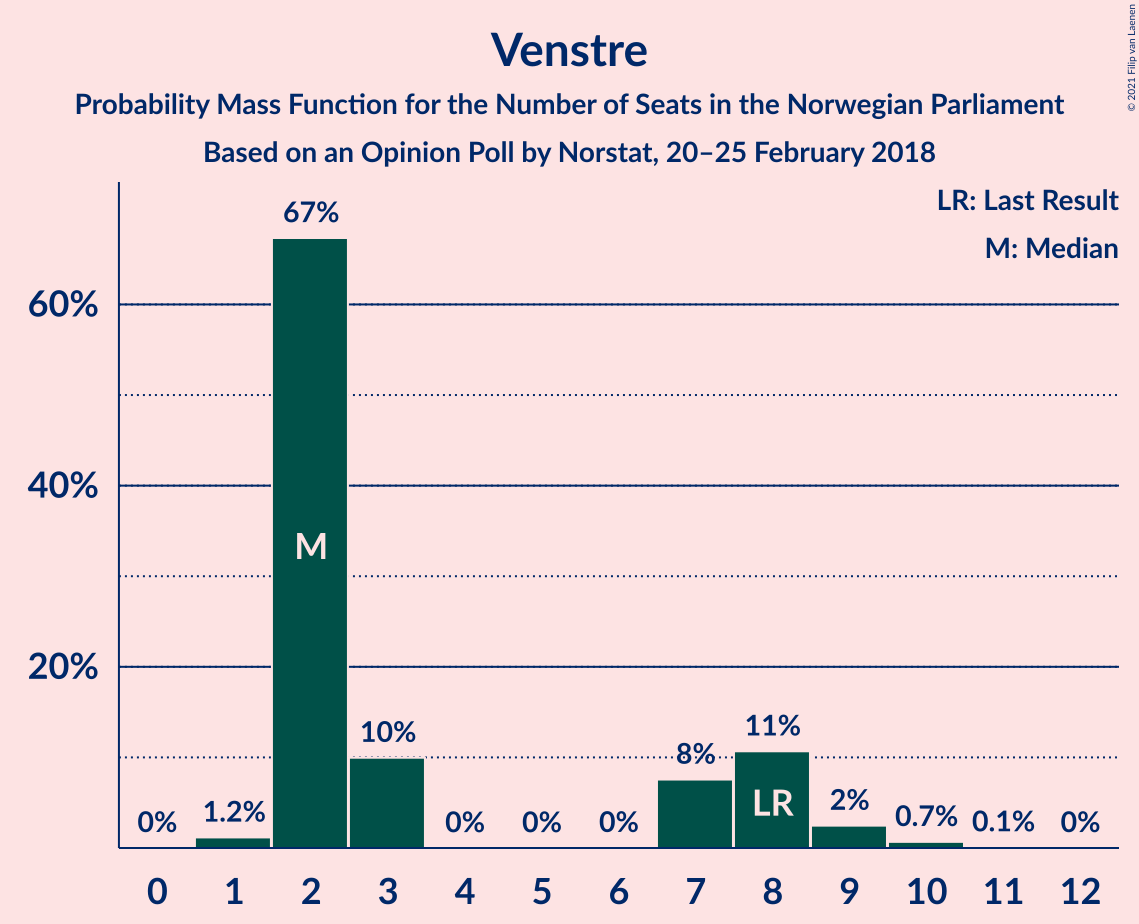 Venstre
Probability Mass Function for the Number of Seats in the Norwegian Parliament
Based on an Opinion Poll by Norstat, 20–25 February 2018
© 2021 Filip van Laenen
LR: Last Result
M: Median
60%
40%
20%
0%
1.2%
67%
10%
0%
0%
0%
8%
11%
2%
0.7%
0.1%
0%
M
LR
0 1 2 3 4 5 6 7 8 9 10 11 12